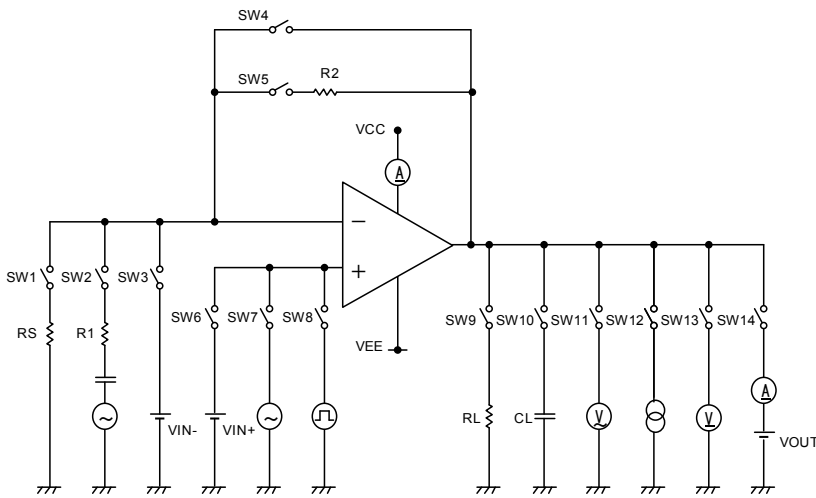 SW4
SW5 R2
VCC
A
−
+
SW1 SW2 SW3
SW6 SW7 SW8
SW9 SW10 SW11 SW12 SW13 SW14
RS R1
VEE
A
VIN- VIN+
RL CL V V
VOUT